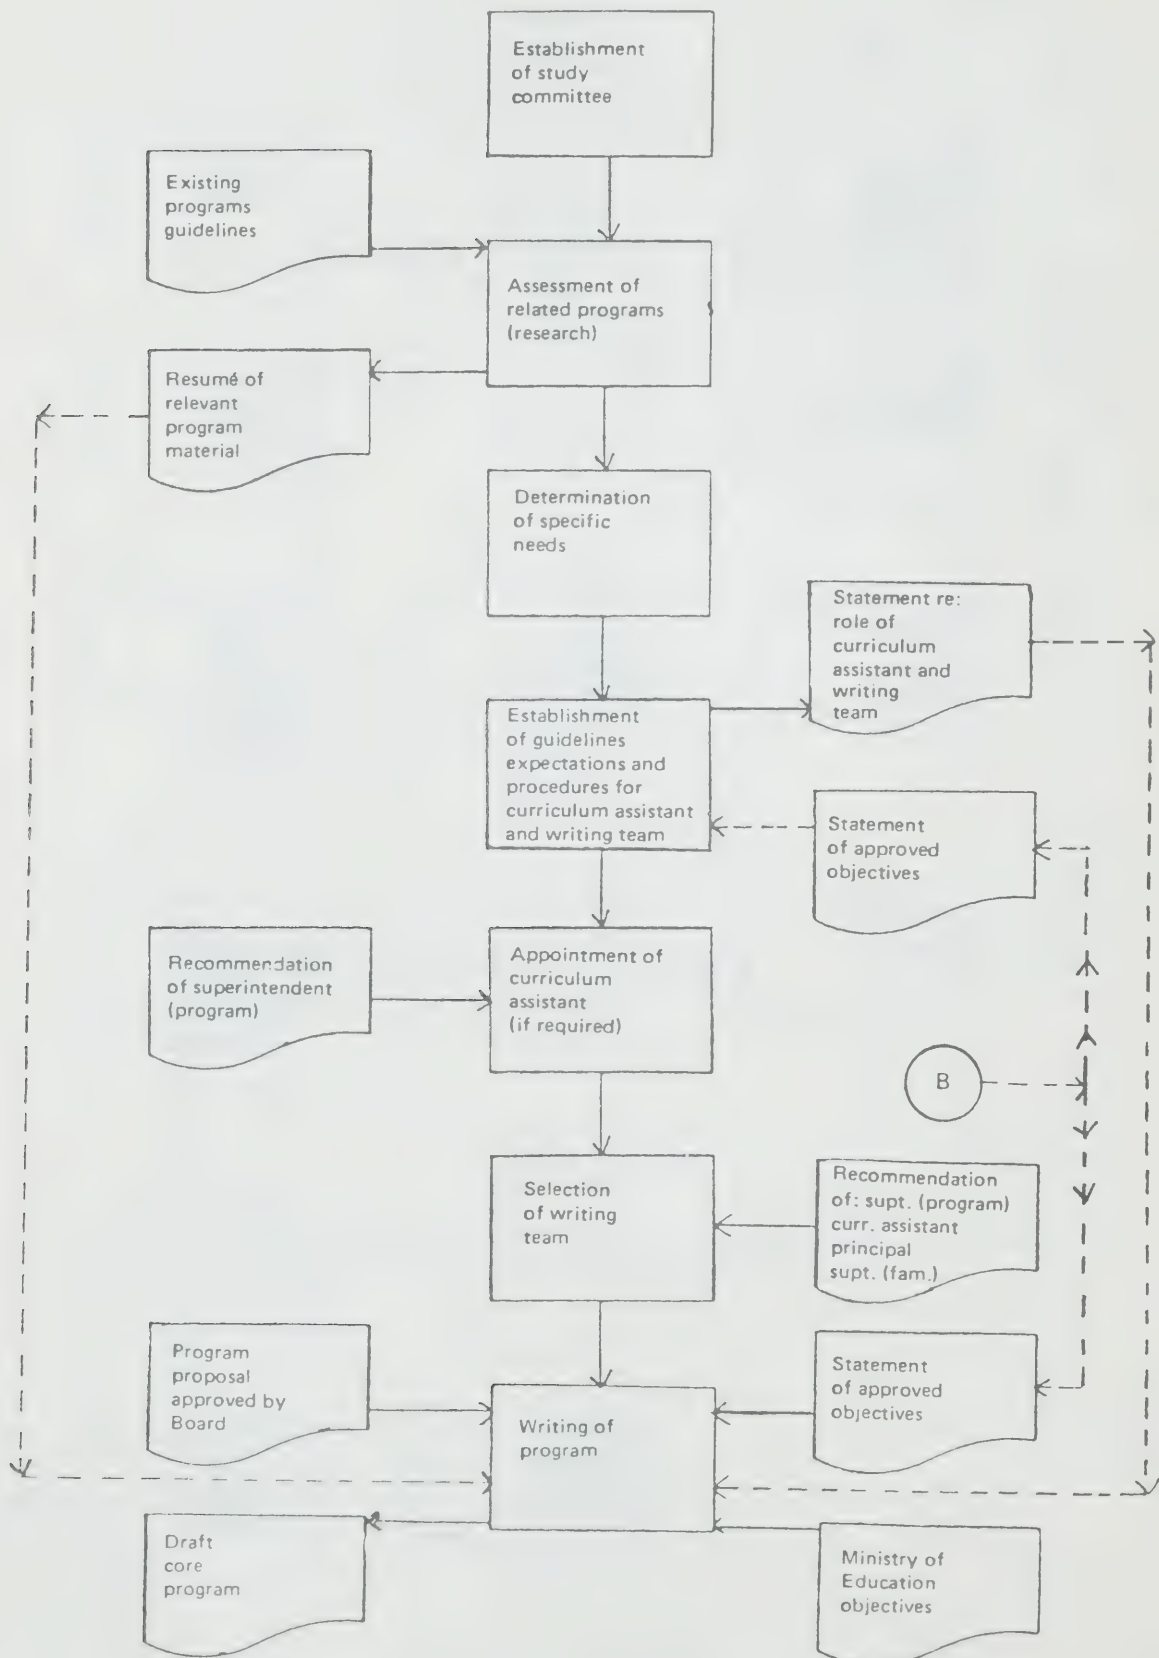 Establishment
of study
committee
Existing
programs
guidelines
Assessment of
related programs
(research)
Resumé of
relevant
program
material
Determination
of specific
needs
Statement re:
role of
curriculum
assistant and
writing
team
Establishment
of guidelines
expectations and
procedures for
curriculum assistant
and writing team
Statement
of approved
objectives
Recommendation
of superintendent
(program)
Appointment of
curriculum
assistant
(if required)
B
Selection
of writing
team
Recommendation
of: supt. (program)
curr. assistant
principal
supt. (fam.)
Program
proposal
approved by
Board
Writing of
program
Statement
of approved
objectives
Draft
core
program
Ministry of
Education
objectives